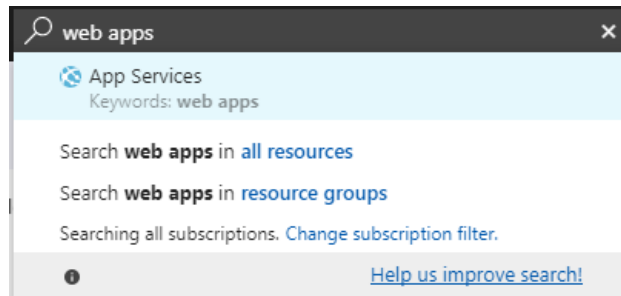 web apps
App Services
Keywords: web apps
Search web apps in all resources
Search web apps in resource groups
Searching all subscriptions. Change subscription filter.
Help us improve search!